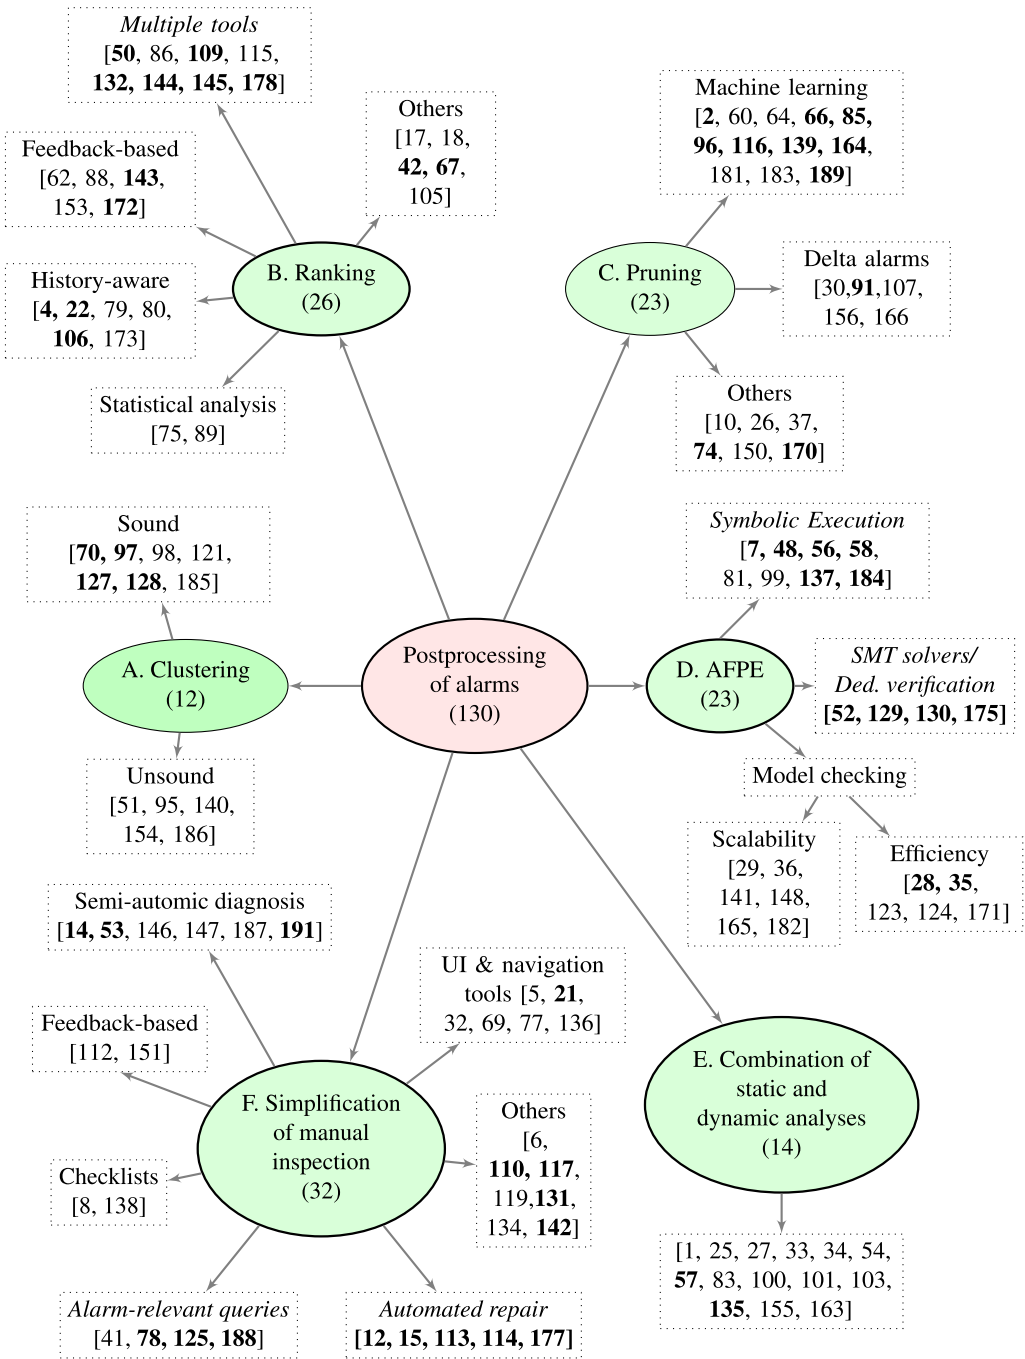 Multiple tools
[50, 86, 109, 115,
132, 144, 145, 178]
Others
[17, 18,
42, 67,
105]
Feedback-based
[62, 88, 143,
153, 172]
B. Ranking
(26)
History-aware
[4, 22, 79, 80,
106, 173]
Statistical analysis
[75, 89]
Machine learning
[2, 60, 64, 66, 85,
96, 116, 139, 164,
181, 183, 189]
C. Pruning
(23)
Delta alarms
[30,91,107,
156, 166
Others
[10, 26, 37,
74, 150, 170]
Sound
[70, 97, 98, 121,
127, 128, 185]
A. Clustering
(12)
Unsound
[51, 95, 140,
154, 186]
Postprocessing
of alarms
(130)
Symbolic Execution
[7, 48, 56, 58,
81, 99, 137, 184]
D. AFPE
(23)
SMT solvers/
Ded. verification
[52, 129, 130, 175]
Model checking
Scalability
[29, 36,
141, 148,
165, 182]
Efficiency
[28, 35,
123, 124, 171]
Semi-automic diagnosis
[14, 53, 146, 147, 187, 191]
UI & navigation
tools [5, 21,
32, 69, 77, 136]
Feedback-based
[112, 151]
F. Simplification
of manual
inspection
(32)
Others
[6,
110, 117,
119,131,
134, 142]
Checklists
[8, 138]
Alarm-relevant queries
[41, 78, 125, 188]
Automated repair
[12, 15, 113, 114, 177]
E. Combination of
static and
dynamic analyses
(14)
[1, 25, 27, 33, 34, 54,
57, 83, 100, 101, 103,
135, 155, 163]